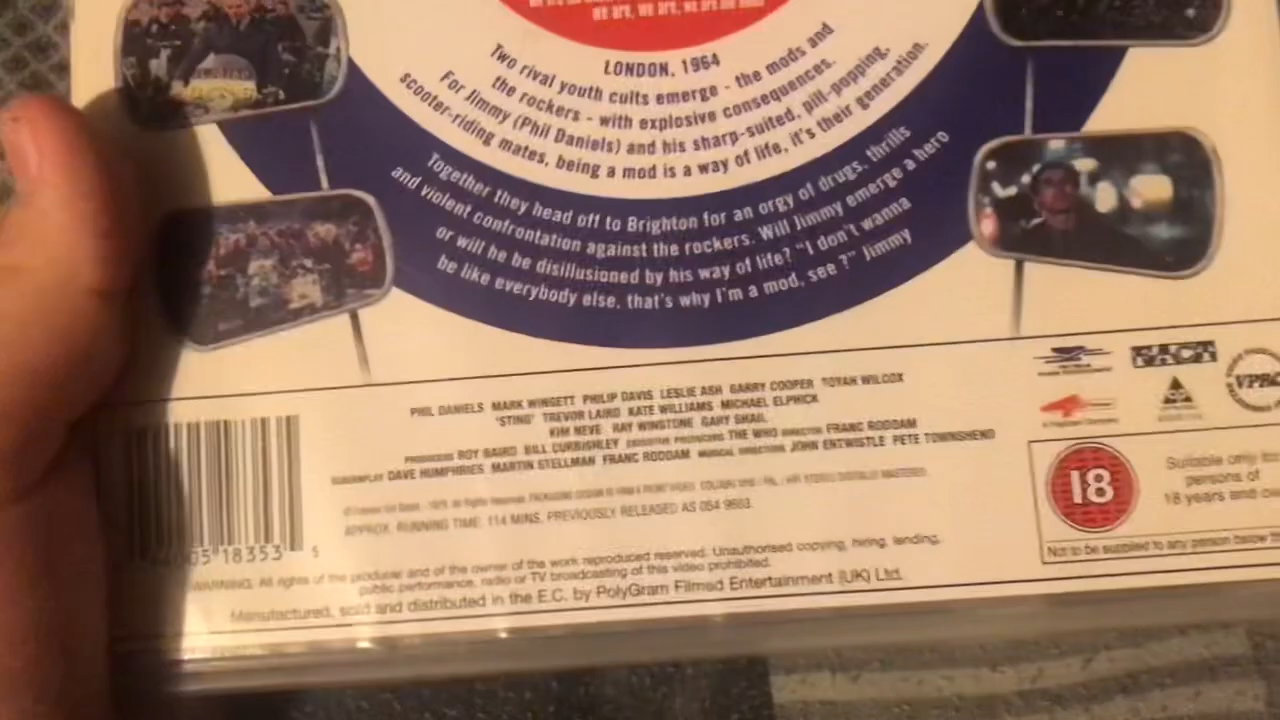 we are, we are, we are the mods
LONDON, 1964
Two rival youth cults emerge - the mods and
the rockers - with explosive consequences.
For Jimmy (Phil Daniels) and his sharp-suited, pill-popping,
scooter-riding mates, being a mod is a way of life, it's their generation.
Together they head off to Brighton for an orgy of drugs, thrills
and violent confrontation against the rockers. Will Jimmy emerge a hero
or will he be disillusioned by his way of life? "I don't wanna
be like everybody else, that's why I'm a mod, see ?" Jimmy
PHIL DANIELS MARK WINGETT PHILIP DAVIS LESLIE ASH GARRY COOPER TOYAH WILCOX
'STING' TREVOR LAIRD KATE WILLIAMS MICHAEL ELPHICK
KIM NEVE RAY WINSTONE GARY SHAIL
PRODUCERS ROY BAIRD BILL CURBISHLEY EXECUTIVE PRODUCERS THE WHO DIRECTOR FRANC RODDAM
SCREENPLAY DAVE HUMPHRIES MARTIN STELLMAN FRANC RODDAM MUSICAL DIRECTORS JOHN ENTWISTLE PETE TOWNSHEND
APPROX. RUNNING TIME: 114 MINS. PREVIOUSLY RELEASED AS 054 9663.
05 18353 5
WARNING: All rights of the producer and of the owner of the work reproduced reserved. Unauthorised copying, hiring, lending,
public performance, radio or TV broadcasting of this video prohibited.
Manufactured, sold and distributed in the E.C. by PolyGram Filmed Entertainment (UK) Ltd.
FACT
VPRC
18
Suitable only
persons of
18 years and
Not to be supplied to any person below